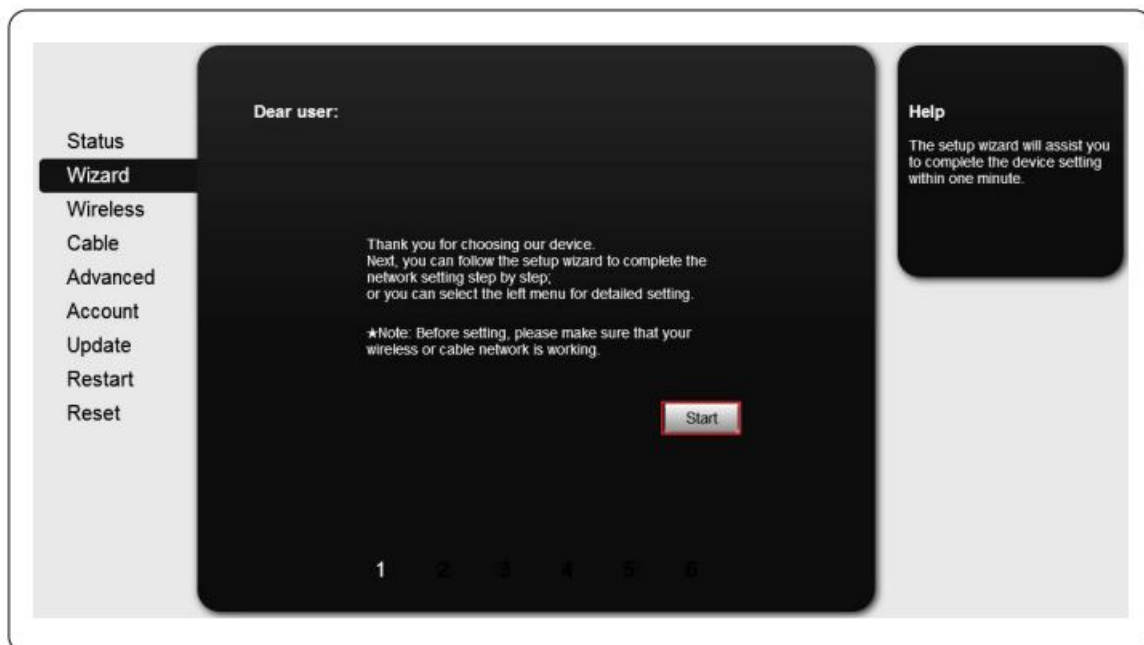 Status
Wizard
Wireless
Cable
Advanced
Account
Update
Restart
Reset
Dear user:
Thank you for choosing our device.
Next, you can follow the setup wizard to complete the
network setting step by step;
or you can select the left menu for detailed setting.
★Note: Before setting, please make sure that your
wireless or cable network is working.
Start
1 2 3 4 5 6
Help
The setup wizard will assist you
to complete the device setting
within one minute.